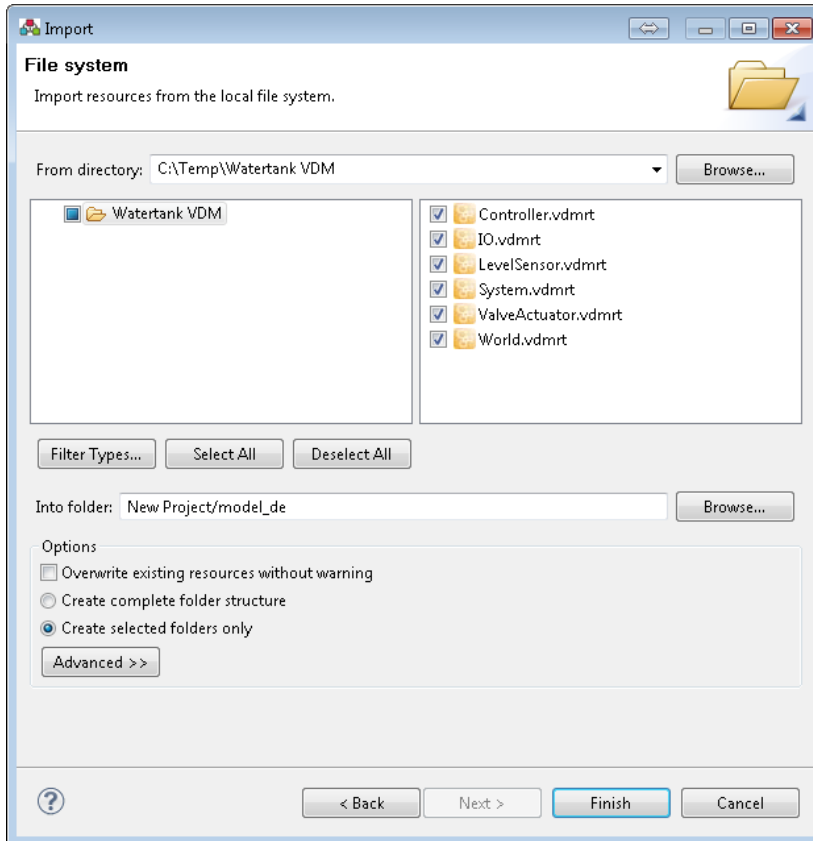 Import
File system
Import resources from the local file system.
From directory: C:\Temp\Watertank VDM Browse...
Watertank VDM
Controller.vdmrt
IO.vdmrt
LevelSensor.vdmrt
System.vdmrt
ValveActuator.vdmrt
World.vdmrt
Filter Types... Select All Deselect All
Into folder: New Project/model_de Browse...
Options
Overwrite existing resources without warning
Create complete folder structure
Create selected folders only
Advanced >>
? < Back Next > Finish Cancel